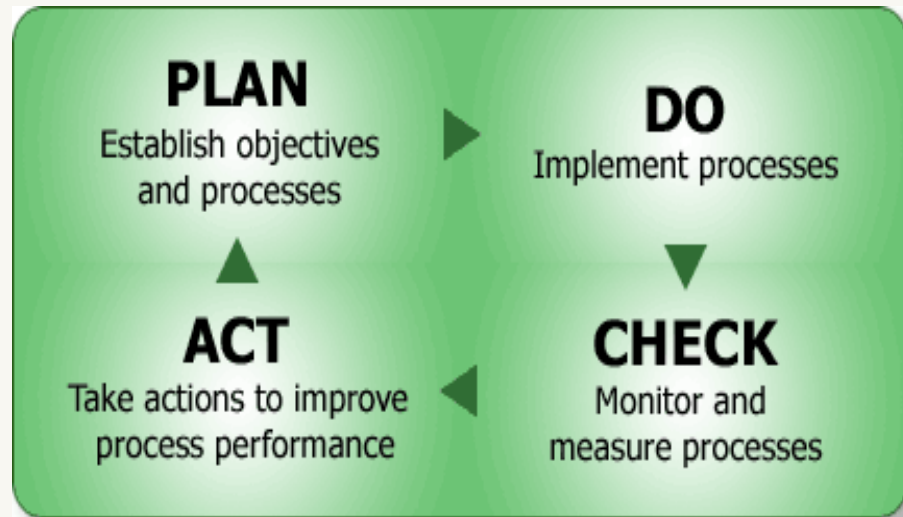 PLAN
Establish objectives
and processes
DO
Implement processes
CHECK
Monitor and
measure processes
ACT
Take actions to improve
process performance